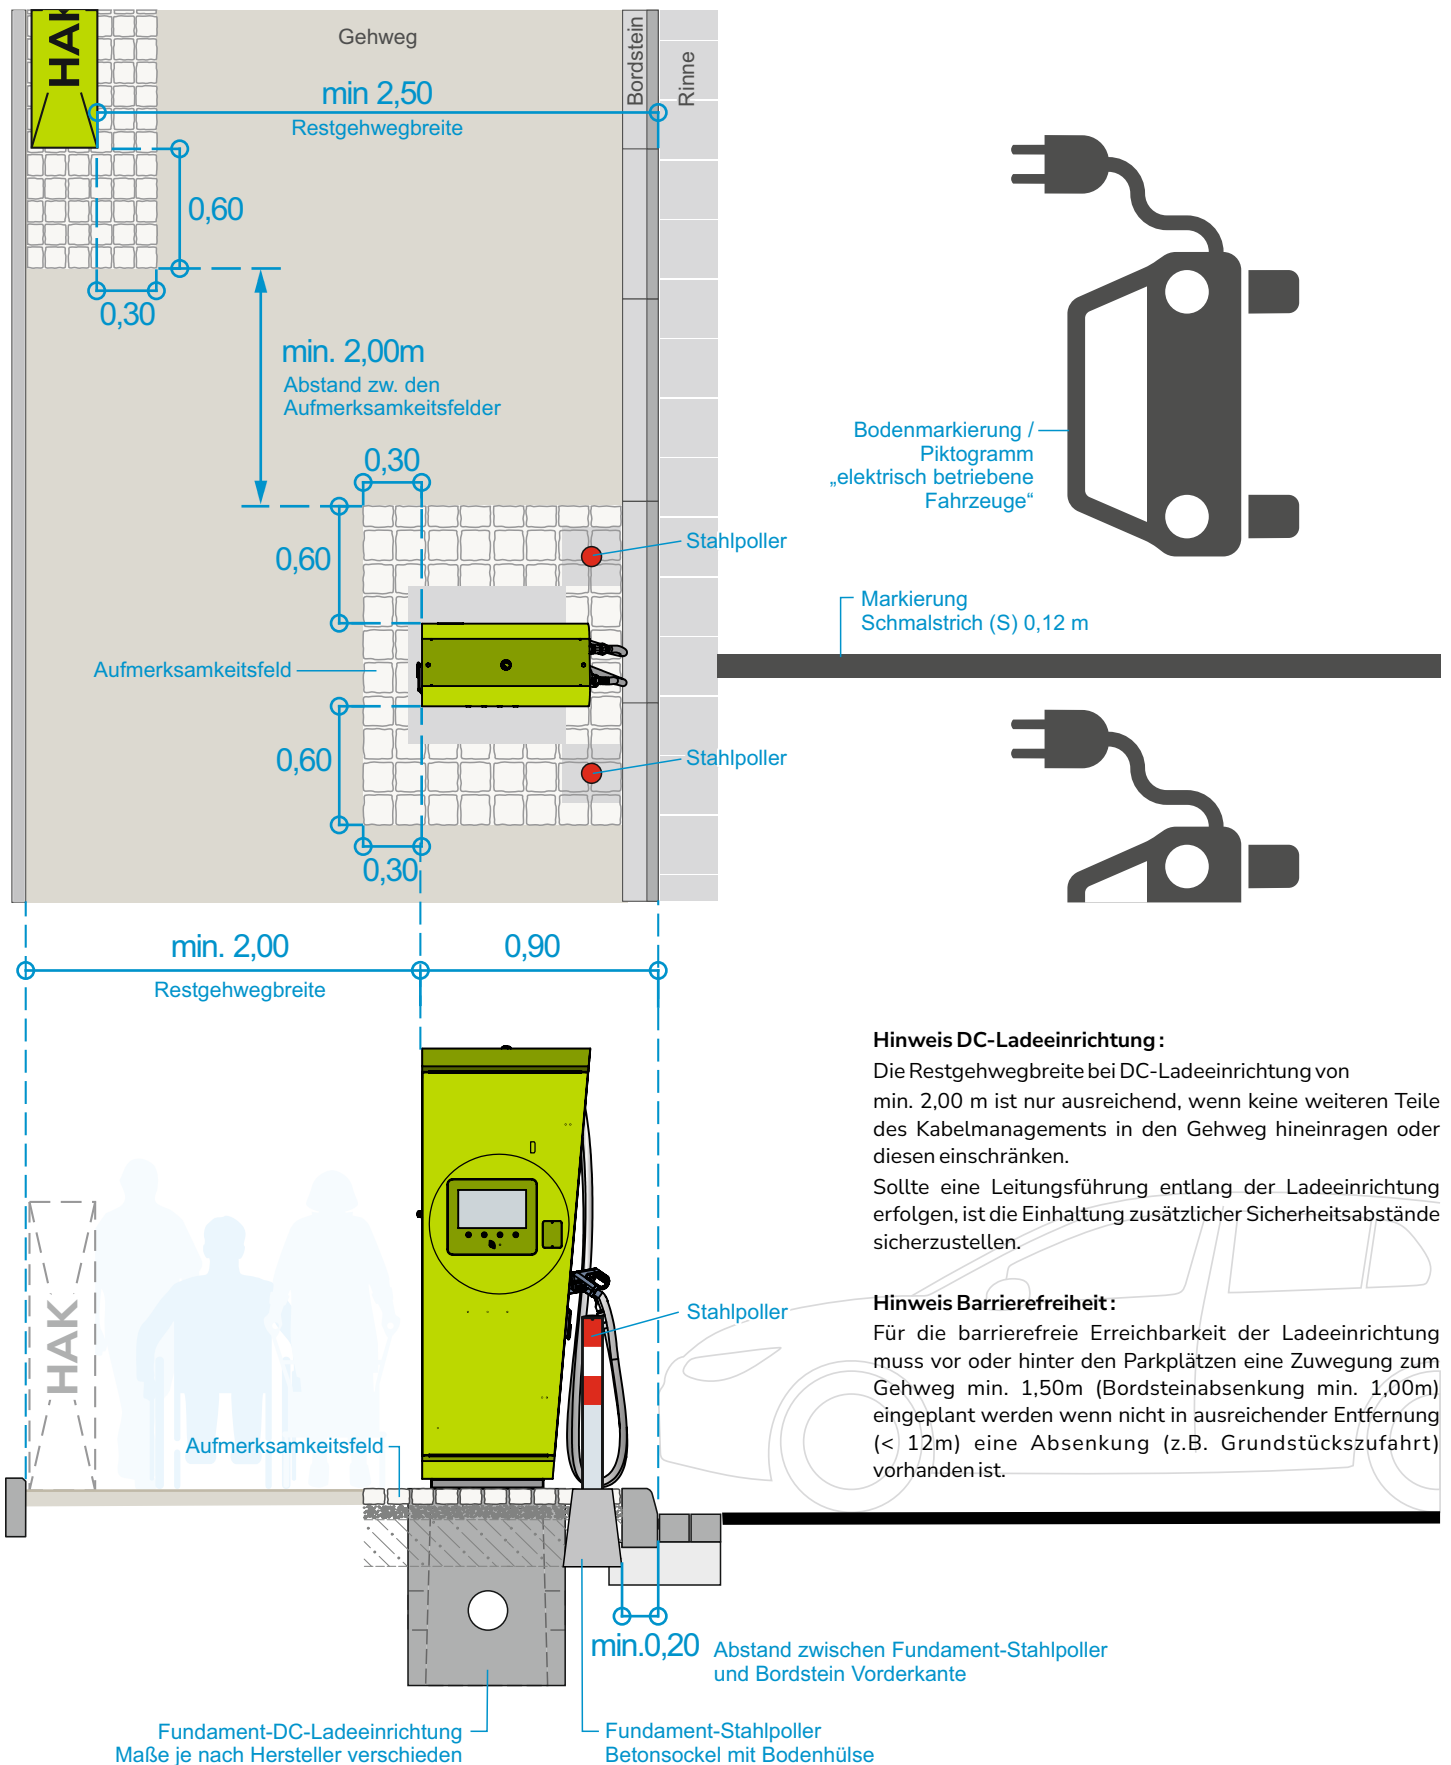 HAK
Gehweg
Bordstein
Rinne
min 2,50
Restgehwegbreite
0,60
0,30
min. 2,00m
Abstand zw. den
Aufmerksamkeitsfelder
0,30
0,60
Stahlpoller
Aufmerksamkeitsfeld
0,60
Stahlpoller
0,30
Bodenmarkierung /
Piktogramm
„elektrisch betriebene
Fahrzeuge“
Markierung
Schmalstrich (S) 0,12 m
min. 2,00
Restgehwegbreite
0,90
Hinweis DC-Ladeeinrichtung:
Die Restgehwegbreite bei DC-Ladeeinrichtung von
min. 2,00 m ist nur ausreichend, wenn keine weiteren Teile
des Kabelmanagements in den Gehweg hineinragen oder
diesen einschränken.
Sollte eine Leitungsführung entlang der Ladeeinrichtung
erfolgen, ist die Einhaltung zusätzlicher Sicherheitsabstände
sicherzustellen.
Hinweis Barrierefreiheit:
Für die barrierefreie Erreichbarkeit der Ladeeinrichtung
muss vor oder hinter den Parkplätzen eine Zuwegung zum
Gehweg min. 1,50m (Bordsteinabsenkung min. 1,00m)
eingeplant werden wenn nicht in ausreichender Entfernung
(< 12m) eine Absenkung (z.B. Grundstückszufahrt)
vorhanden ist.
HAK
Stahlpoller
Aufmerksamkeitsfeld
min.0,20
Abstand zwischen Fundament-Stahlpoller
und Bordstein Vorderkante
Fundament-DC-Ladeeinrichtung
Maße je nach Hersteller verschieden
Fundament-Stahlpoller
Betonsockel mit Bodenhülse